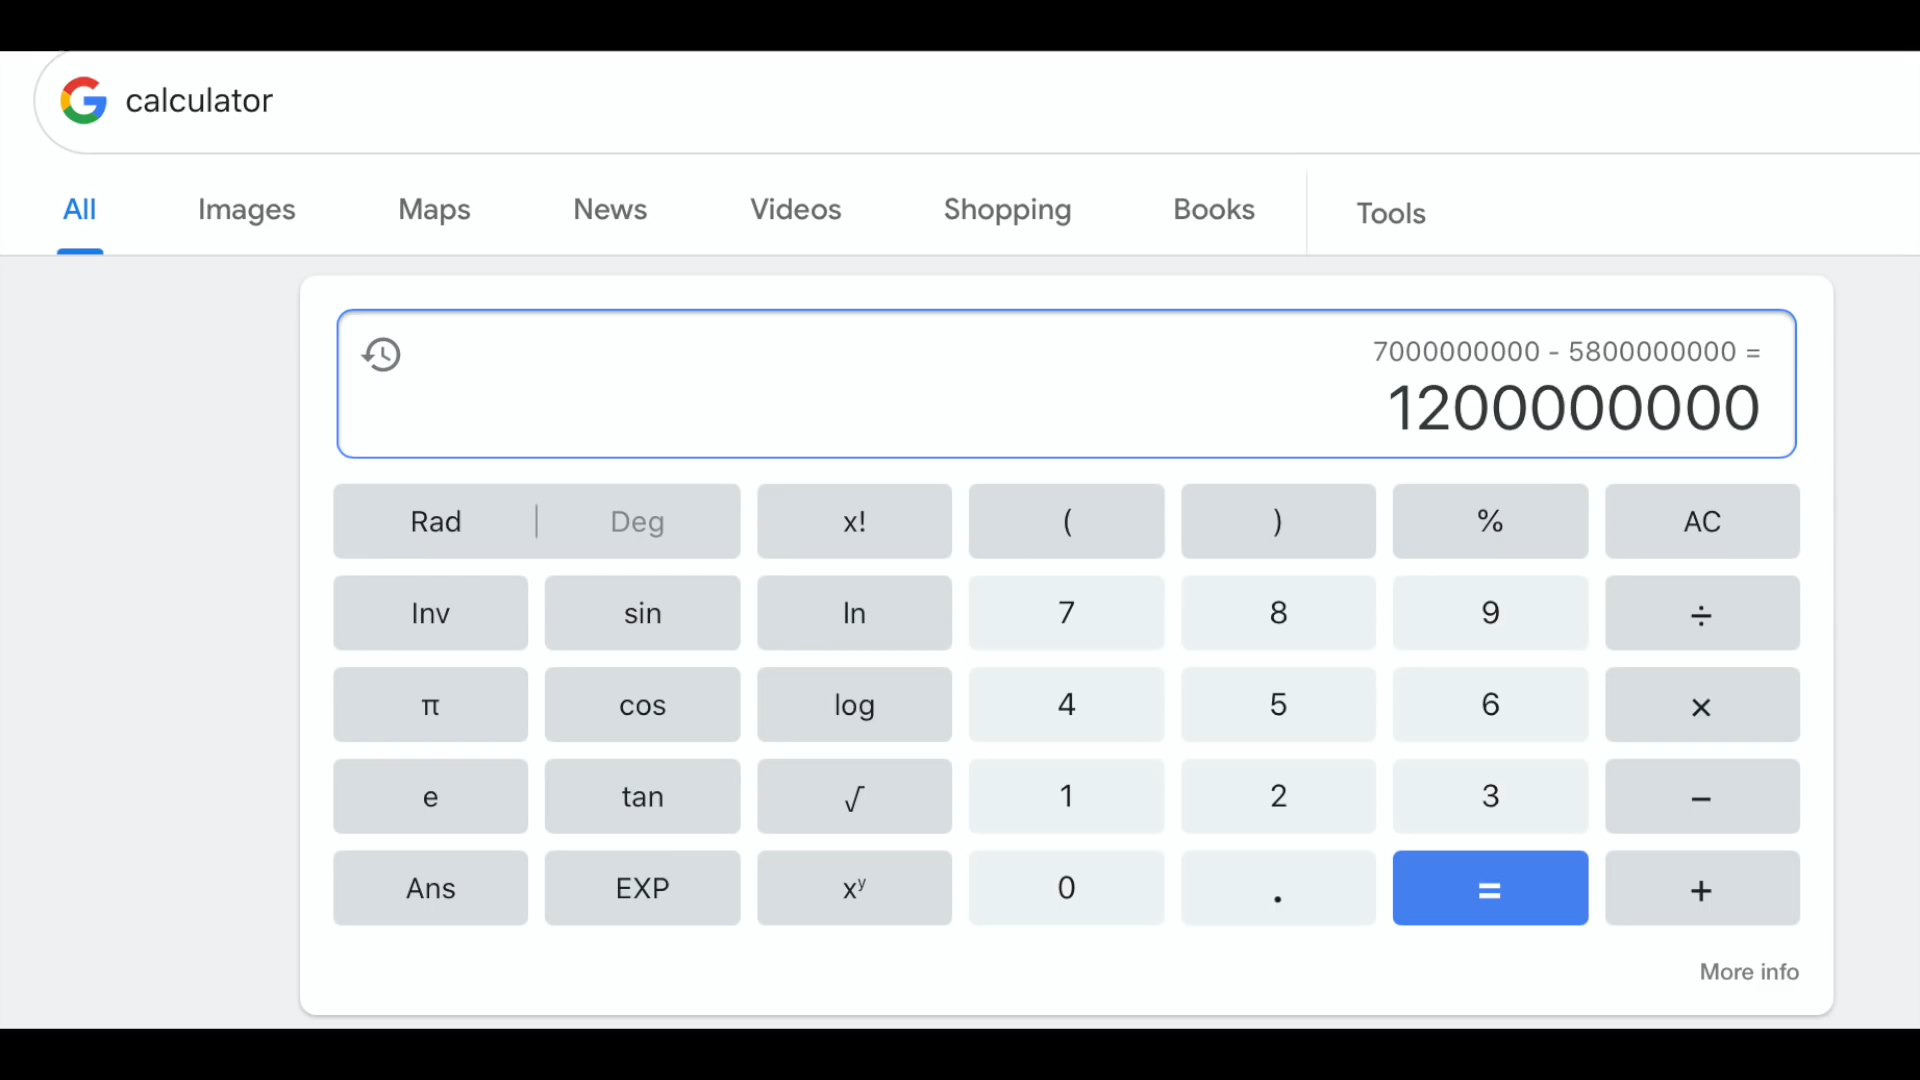 calculator
All Images Maps News Videos Shopping Books Tools
7000000000 - 5800000000 =
1200000000
Rad | Deg x! ( ) % AC
Inv sin ln 7 8 9 ÷
π cos log 4 5 6 ×
e tan √ 1 2 3 −
Ans EXP xʸ 0 . = +
More info